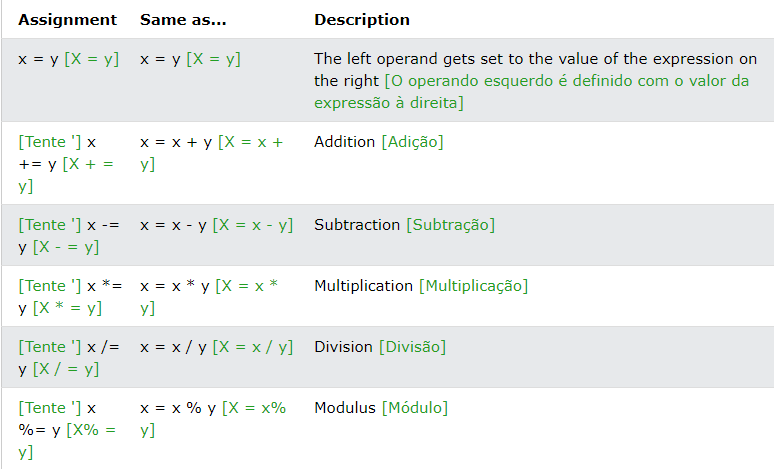 Assignment Same as... Description
x = y [X = y] x = y [X = y] The left operand gets set to the value of the expression on
the right [O operando esquerdo é definido com o valor da
expressão à direita]
[Tente '] x x = x + y [X = x + Addition [Adição]
+= y [X + = y]
y]
[Tente '] x -= x = x - y [X = x - y] Subtraction [Subtração]
y [X - = y]
[Tente '] x *= x = x * y [X = x * Multiplication [Multiplicação]
y [X * = y] y]
[Tente '] x /= x = x / y [X = x / y] Division [Divisão]
y [X / = y]
[Tente '] x x = x % y [X = x% Modulus [Módulo]
%= y [X% = y]
y]